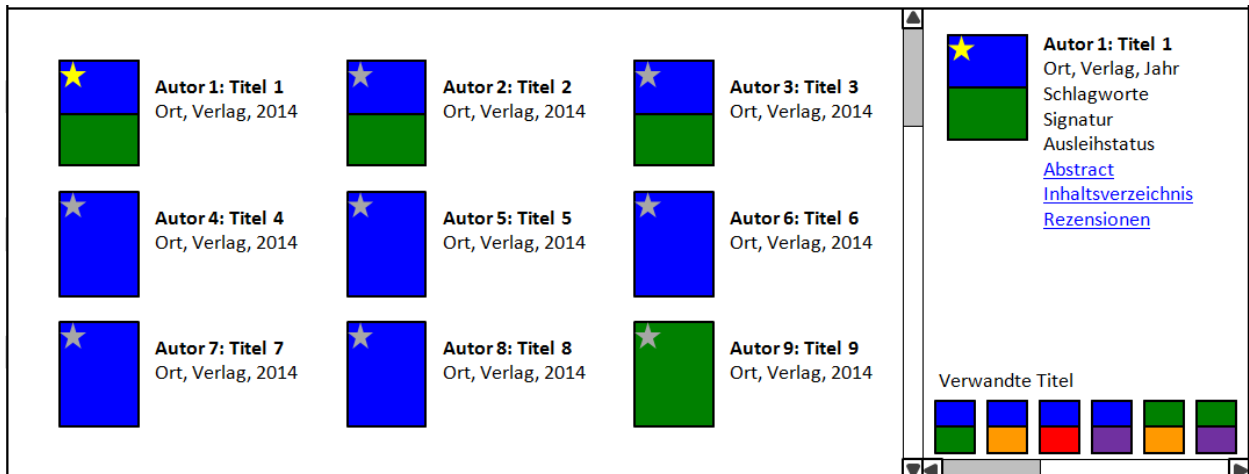 Autor 1: Titel 1
Ort, Verlag, 2014
Autor 2: Titel 2
Ort, Verlag, 2014
Autor 3: Titel 3
Ort, Verlag, 2014
Autor 4: Titel 4
Ort, Verlag, 2014
Autor 5: Titel 5
Ort, Verlag, 2014
Autor 6: Titel 6
Ort, Verlag, 2014
Autor 7: Titel 7
Ort, Verlag, 2014
Autor 8: Titel 8
Ort, Verlag, 2014
Autor 9: Titel 9
Ort, Verlag, 2014
Autor 1: Titel 1
Ort, Verlag, Jahr
Schlagworte
Signatur
Ausleihstatus
Abstract
Inhaltsverzeichnis
Rezensionen
Verwandte Titel